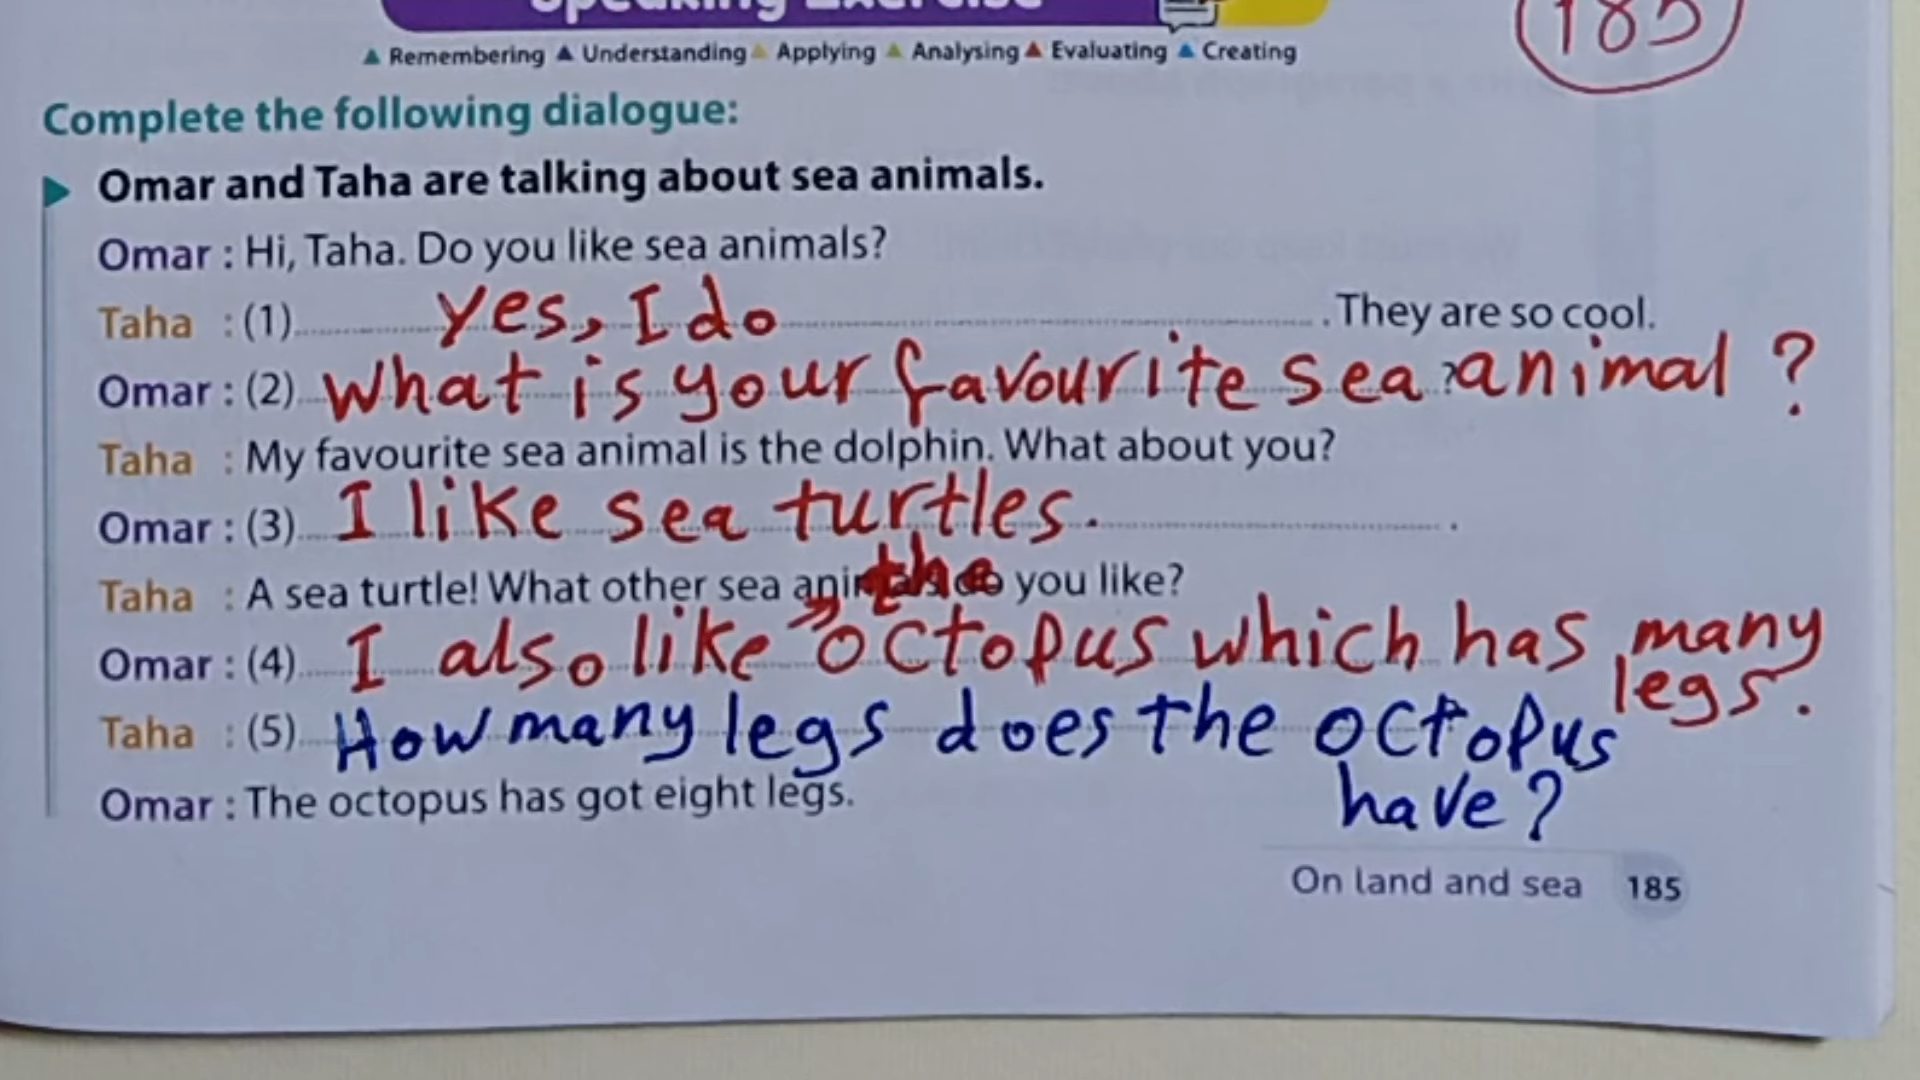 Speaking Exercise
185
Remembering Understanding Applying Analysing Evaluating Creating
Complete the following dialogue:
Omar and Taha are talking about sea animals.
Omar : Hi, Taha. Do you like sea animals?
Taha : (1) yes, I do. They are so cool.
Omar : (2) What is your favourite sea animal ?
Taha : My favourite sea animal is the dolphin. What about you?
Omar : (3) I like sea turtles.
Taha : A sea turtle! What other sea animals do you like?
Omar : (4) I also like the octopus which has many legs.
Taha : (5) How many legs does the octopus have?
Omar : The octopus has got eight legs.
On land and sea 185